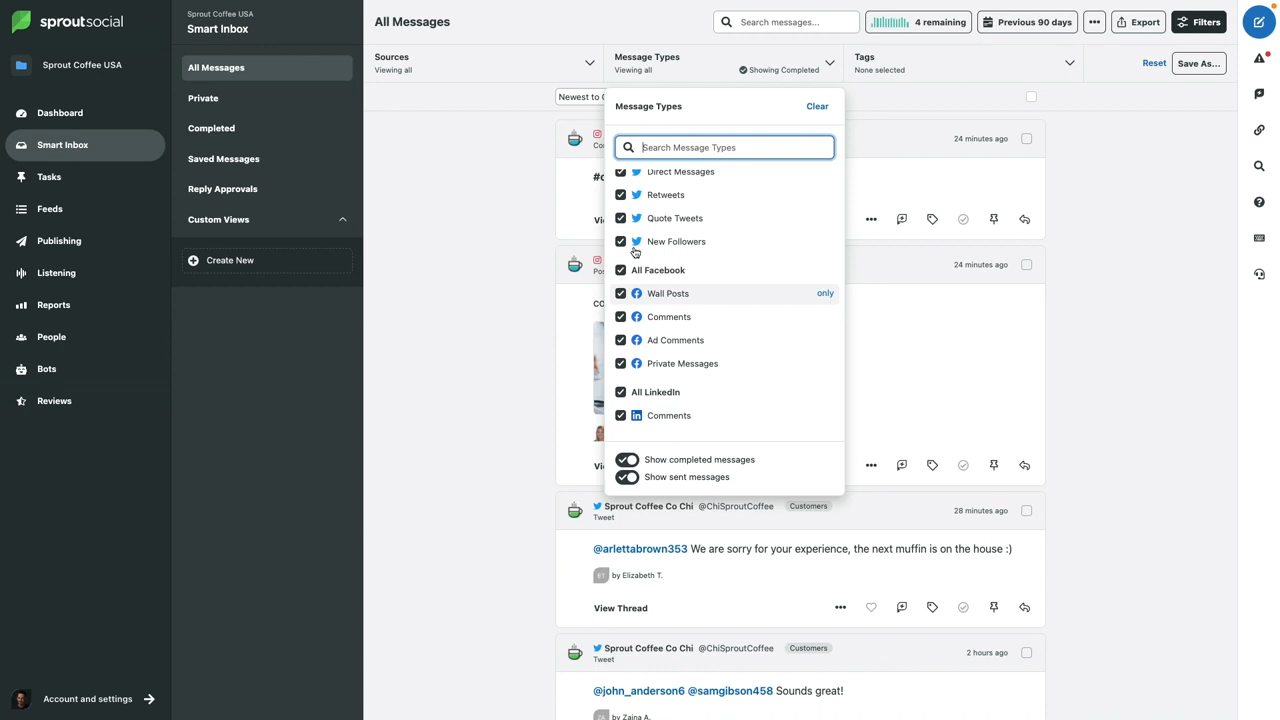 sproutsocial
Sprout Coffee USA
Dashboard
Smart Inbox
Tasks
Feeds
Publishing
Listening
Reports
People
Bots
Reviews
Account and settings
Sprout Coffee USA
Smart Inbox
All Messages
Private
Completed
Saved Messages
Reply Approvals
Custom Views
Create New
All Messages
Search messages...
4 remaining
Previous 90 days
Export
Filters
Sources
Viewing all
Message Types
Viewing all
Showing Completed
Tags
None selected
Reset
Save As...
Newest to
Message Types
Clear
Search Message Types
Direct Messages
Retweets
Quote Tweets
New Followers
All Facebook
Wall Posts
only
Comments
Ad Comments
Private Messages
All LinkedIn
Comments
Show completed messages
Show sent messages
24 minutes ago
24 minutes ago
Sprout Coffee Co Chi @ChiSproutCoffee Customers
Tweet
28 minutes ago
@arlettabrown353 We are sorry for your experience, the next muffin is on the house :)
ET by Elizabeth T.
View Thread
Sprout Coffee Co Chi @ChiSproutCoffee Customers
Tweet
2 hours ago
@john_anderson6 @samgibson458 Sounds great!
by Zaina A.